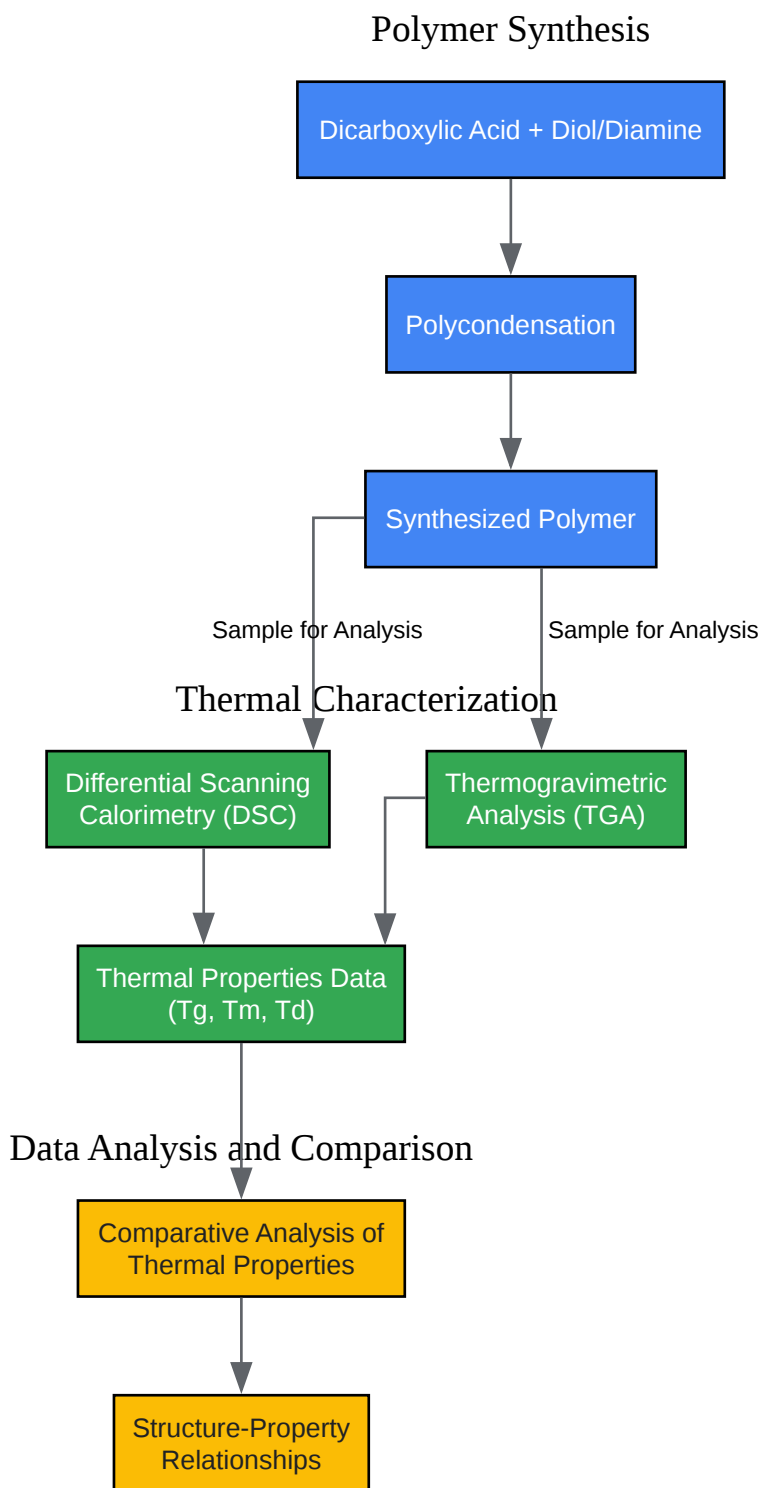 Polymer Synthesis
Dicarboxylic Acid + Diol/Diamine
Polycondensation
Synthesized Polymer
Sample for Analysis
Sample for Analysis
Thermal Characterization
Differential Scanning
Calorimetry (DSC)
Thermogravimetric
Analysis (TGA)
Thermal Properties Data
(Tg, Tm, Td)
Data Analysis and Comparison
Comparative Analysis of
Thermal Properties
Structure-Property
Relationships